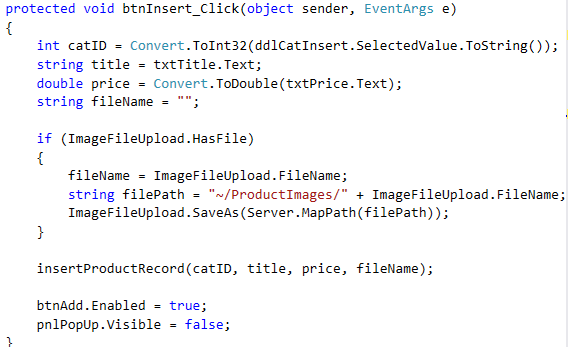 protected void btnInsert_Click(object sender, EventArgs e)
{
    int catID = Convert.ToInt32(ddlCatInsert.SelectedValue.ToString());
    string title = txtTitle.Text;
    double price = Convert.ToDouble(txtPrice.Text);
    string fileName = "";

    if (ImageFileUpload.HasFile)
    {
        fileName = ImageFileUpload.FileName;
        string filePath = "~/ProductImages/" + ImageFileUpload.FileName;
        ImageFileUpload.SaveAs(Server.MapPath(filePath));
    }

    insertProductRecord(catID, title, price, fileName);

    btnAdd.Enabled = true;
    pnlPopUp.Visible = false;
}